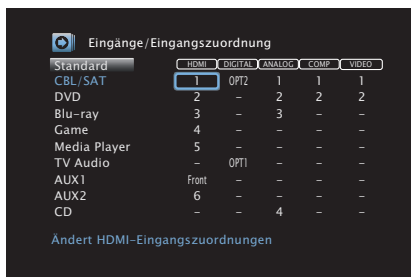 Eingänge/Eingangszuordnung
Standard HDMI DIGITAL ANALOG COMP VIDEO
CBL/SAT 1 OPT2 1 1 1
DVD 2 – 2 2 2
Blu-ray 3 – 3 – –
Game 4 – – – –
Media Player 5 – – – –
TV Audio – OPT1 – – –
AUX1 Front – – – –
AUX2 6 – – – –
CD – – 4 – –
Ändert HDMI-Eingangszuordnungen